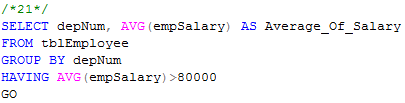 /*21*/
SELECT depNum, AVG(empSalary) AS Average_Of_Salary
FROM tblEmployee
GROUP BY depNum
HAVING AVG(empSalary)>80000
GO